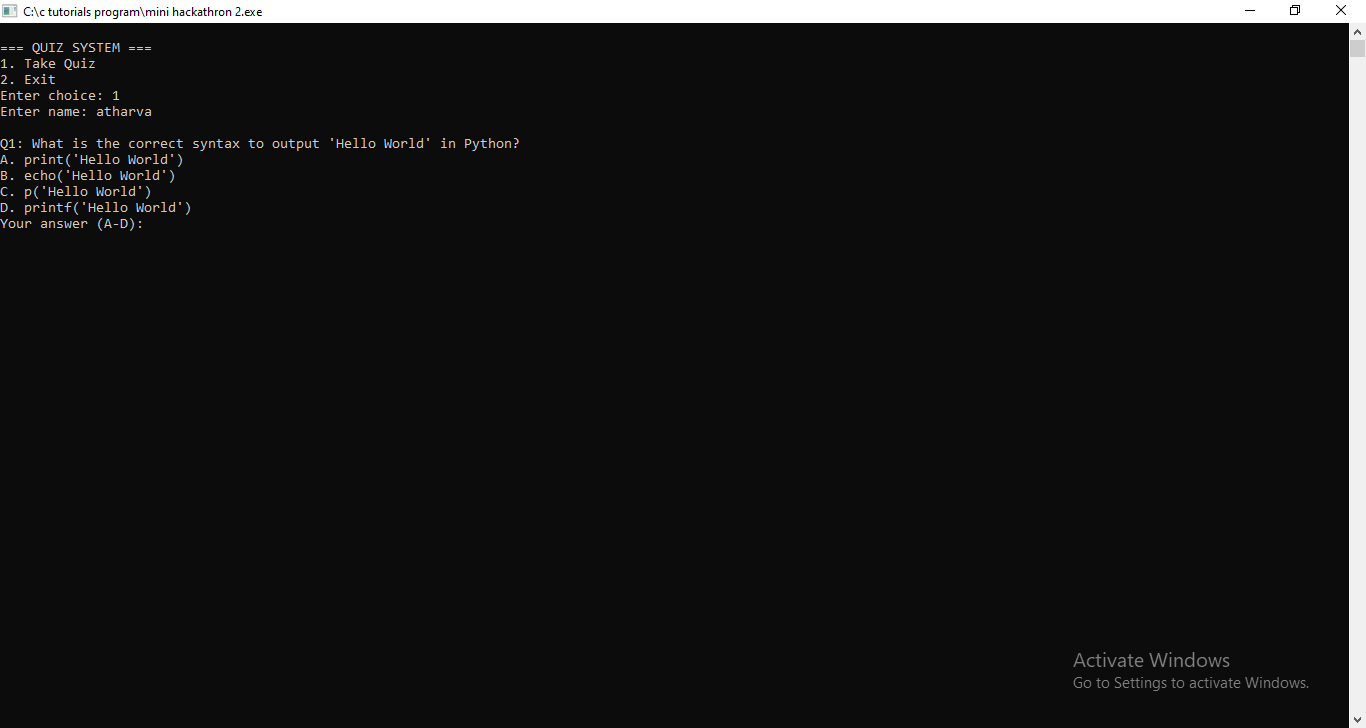 C:\c tutorials program\mini hackathron 2.exe
=== QUIZ SYSTEM ===
1. Take Quiz
2. Exit
Enter choice: 1
Enter name: atharva
Q1: What is the correct syntax to output 'Hello World' in Python?
A. print('Hello World')
B. echo('Hello World')
C. p('Hello World')
D. printf('Hello World')
Your answer (A-D):
Activate Windows
Go to Settings to activate Windows.